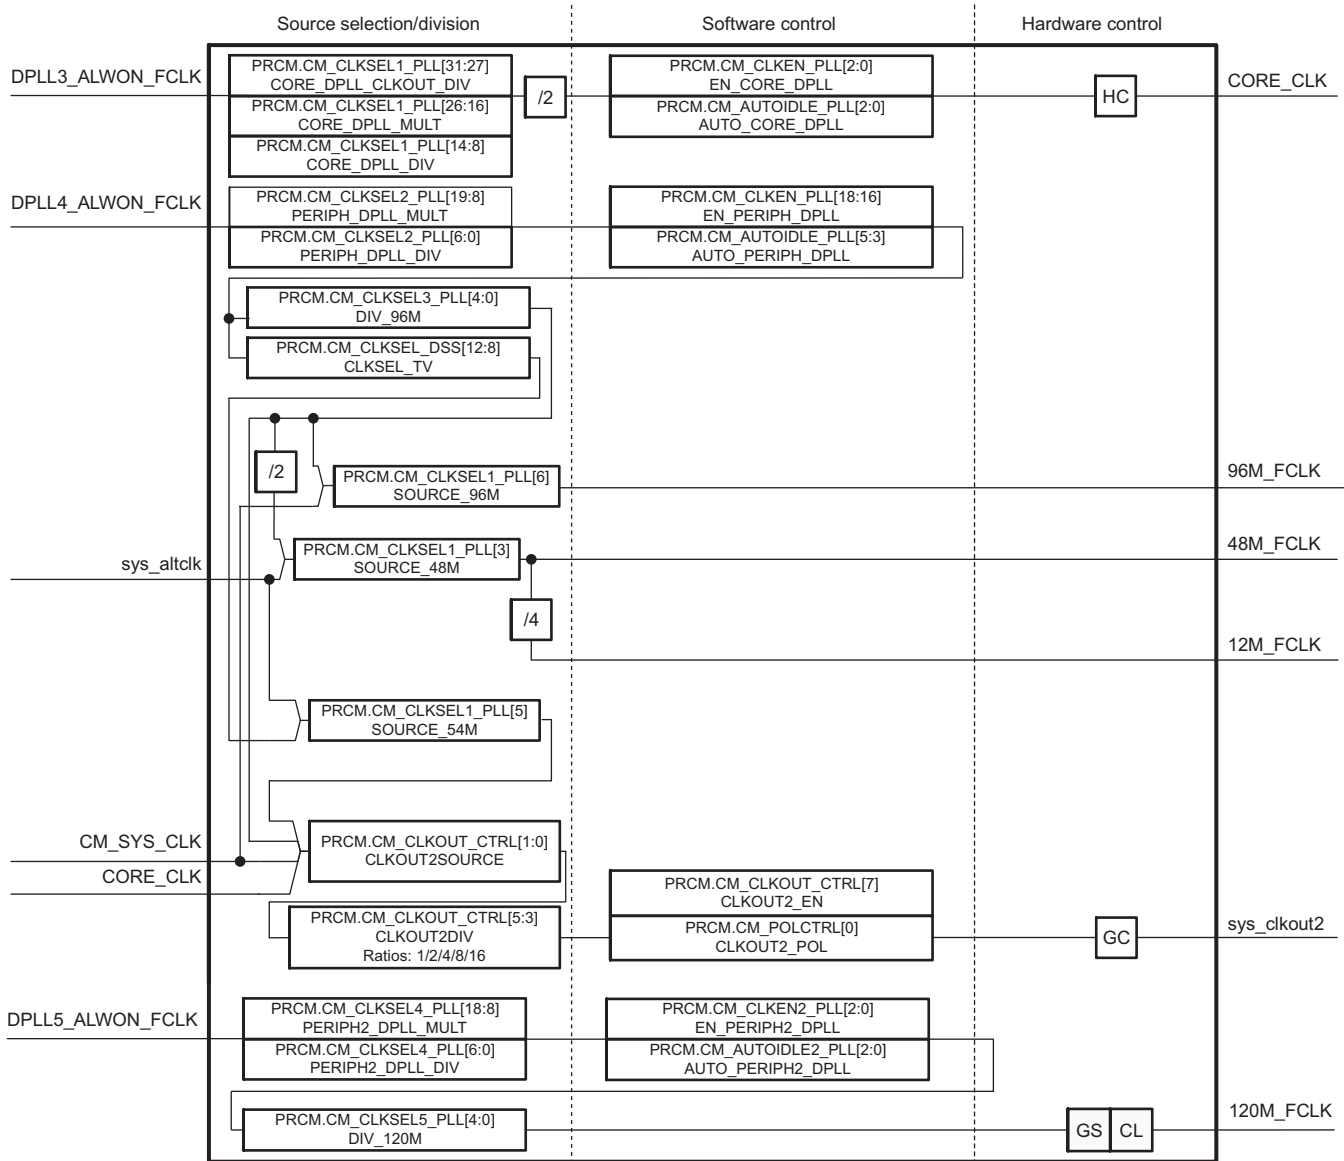 Source selection/division
Software control
Hardware control
DPLL3_ALWON_FCLK
PRCM.CM_CLKSEL1_PLL[31:27]
CORE_DPLL_CLKOUT_DIV
PRCM.CM_CLKSEL1_PLL[26:16]
CORE_DPLL_MULT
PRCM.CM_CLKSEL1_PLL[14:8]
CORE_DPLL_DIV
/2
PRCM.CM_CLKEN_PLL[2:0]
EN_CORE_DPLL
PRCM.CM_AUTOIDLE_PLL[2:0]
AUTO_CORE_DPLL
HC
CORE_CLK
DPLL4_ALWON_FCLK
PRCM.CM_CLKSEL2_PLL[19:8]
PERIPH_DPLL_MULT
PRCM.CM_CLKSEL2_PLL[6:0]
PERIPH_DPLL_DIV
PRCM.CM_CLKEN_PLL[18:16]
EN_PERIPH_DPLL
PRCM.CM_AUTOIDLE_PLL[5:3]
AUTO_PERIPH_DPLL
PRCM.CM_CLKSEL3_PLL[4:0]
DIV_96M
PRCM.CM_CLKSEL_DSS[12:8]
CLKSEL_TV
/2
PRCM.CM_CLKSEL1_PLL[6]
SOURCE_96M
96M_FCLK
sys_altclk
PRCM.CM_CLKSEL1_PLL[3]
SOURCE_48M
48M_FCLK
/4
12M_FCLK
PRCM.CM_CLKSEL1_PLL[5]
SOURCE_54M
CM_SYS_CLK
CORE_CLK
PRCM.CM_CLKOUT_CTRL[1:0]
CLKOUT2SOURCE
PRCM.CM_CLKOUT_CTRL[5:3]
CLKOUT2DIV
Ratios: 1/2/4/8/16
PRCM.CM_CLKOUT_CTRL[7]
CLKOUT2_EN
PRCM.CM_POLCTRL[0]
CLKOUT2_POL
GC
sys_clkout2
DPLL5_ALWON_FCLK
PRCM.CM_CLKSEL4_PLL[18:8]
PERIPH2_DPLL_MULT
PRCM.CM_CLKSEL4_PLL[6:0]
PERIPH2_DPLL_DIV
PRCM.CM_CLKEN2_PLL[2:0]
EN_PERIPH2_DPLL
PRCM.CM_AUTOIDLE2_PLL[2:0]
AUTO_PERIPH2_DPLL
PRCM.CM_CLKSEL5_PLL[4:0]
DIV_120M
GS CL
120M_FCLK